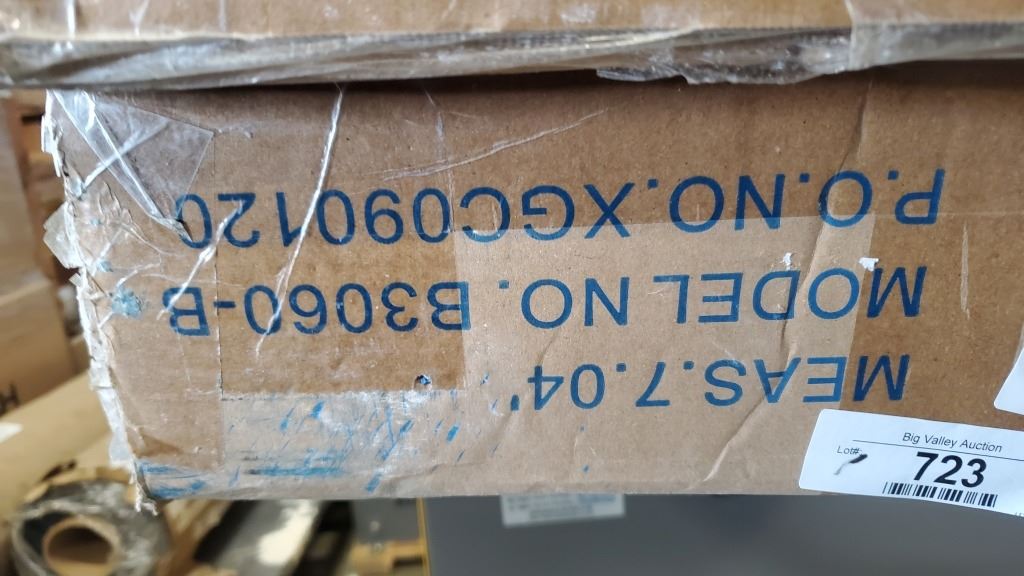 MEAS.7.04'
MODEL NO. B3060-B
P.O.NO.XGC090120
Big Valley Auction
Lot#:
723